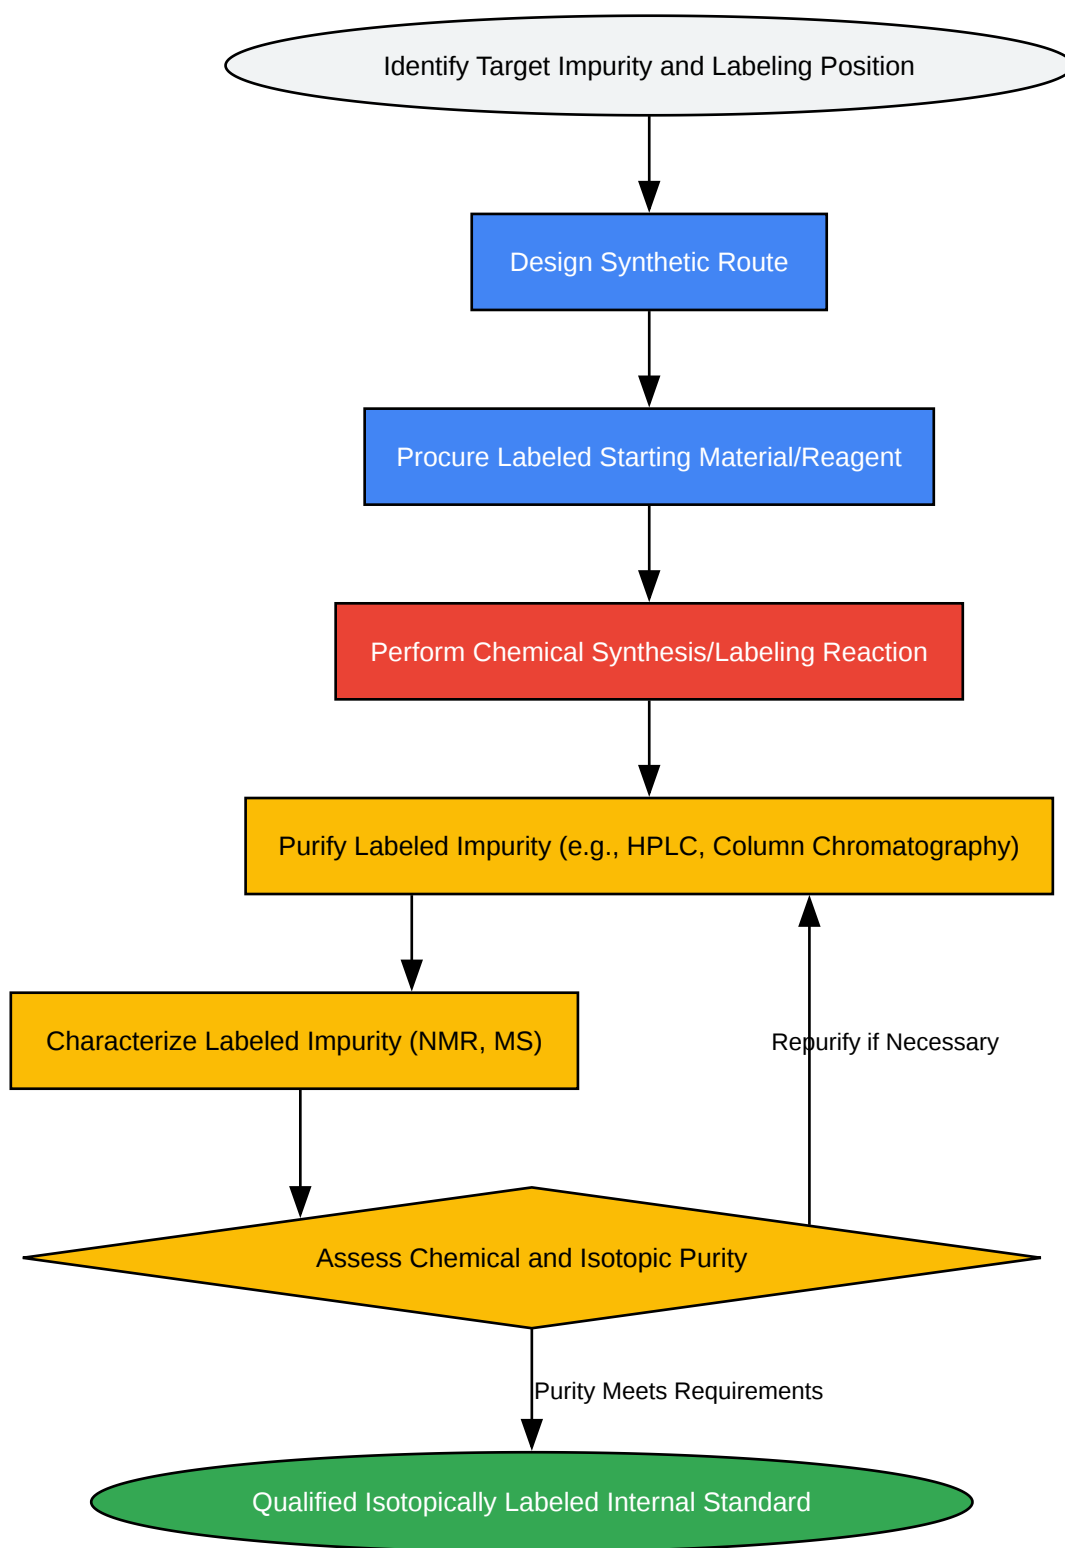 Identify Target Impurity and Labeling Position
Design Synthetic Route
Procure Labeled Starting Material/Reagent
Perform Chemical Synthesis/Labeling Reaction
Purify Labeled Impurity (e.g., HPLC, Column Chromatography)
Characterize Labeled Impurity (NMR, MS)
Repurify if Necessary
Assess Chemical and Isotopic Purity
Purity Meets Requirements
Qualified Isotopically Labeled Internal Standard